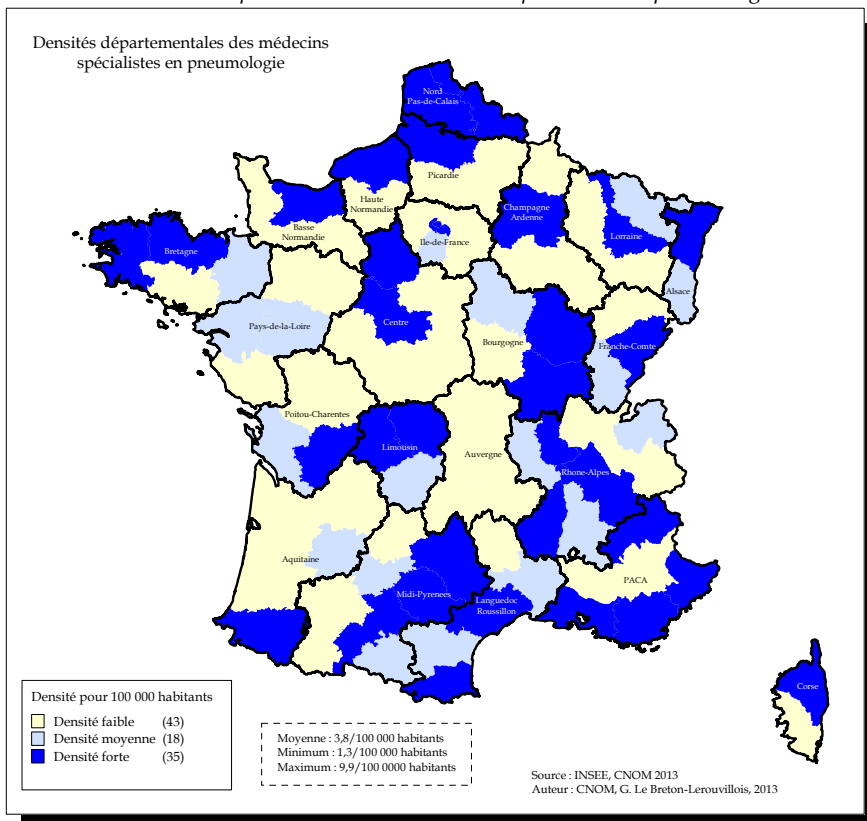 Densités départementales des médecins
spécialistes en pneumologie
Nord
Pas-de-Calais
Picardie
Haute
Normandie
Basse
Normandie
Champagne
Ardenne
Lorraine
Ile-de-France
Bretagne
Alsace
Pays-de-la-Loire
Centre
Bourgogne
Franche-Comte
Poitou-Charentes
Limousin
Auvergne
Rhone-Alpes
Aquitaine
Midi-Pyrenees
Languedoc
Roussillon
PACA
Corse
Densité pour 100 000 habitants
Densité faible (43)
Densité moyenne (18)
Densité forte (35)
Moyenne : 3,8/100 000 habitants
Minimum : 1,3/100 000 habitants
Maximum : 9,9/100 0000 habitants
Source : INSEE, CNOM 2013
Auteur : CNOM, G. Le Breton-Lerouvillois, 2013